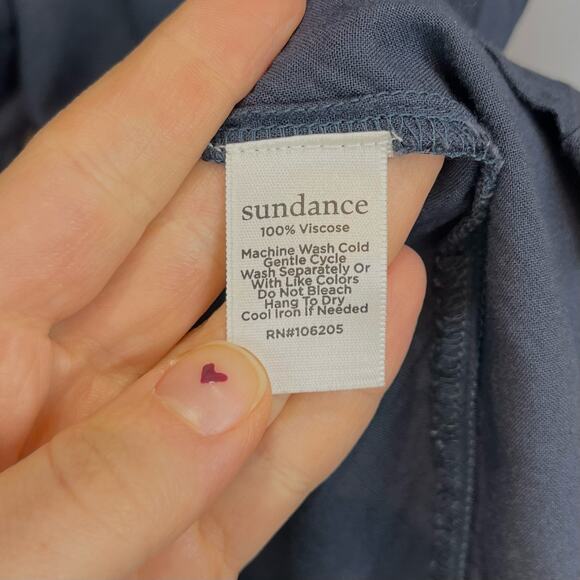 sundance
100% Viscose
Machine Wash Cold
Gentle Cycle
Wash Separately Or
With Like Colors
Do Not Bleach
Hang To Dry
Cool Iron If Needed
RN#106205